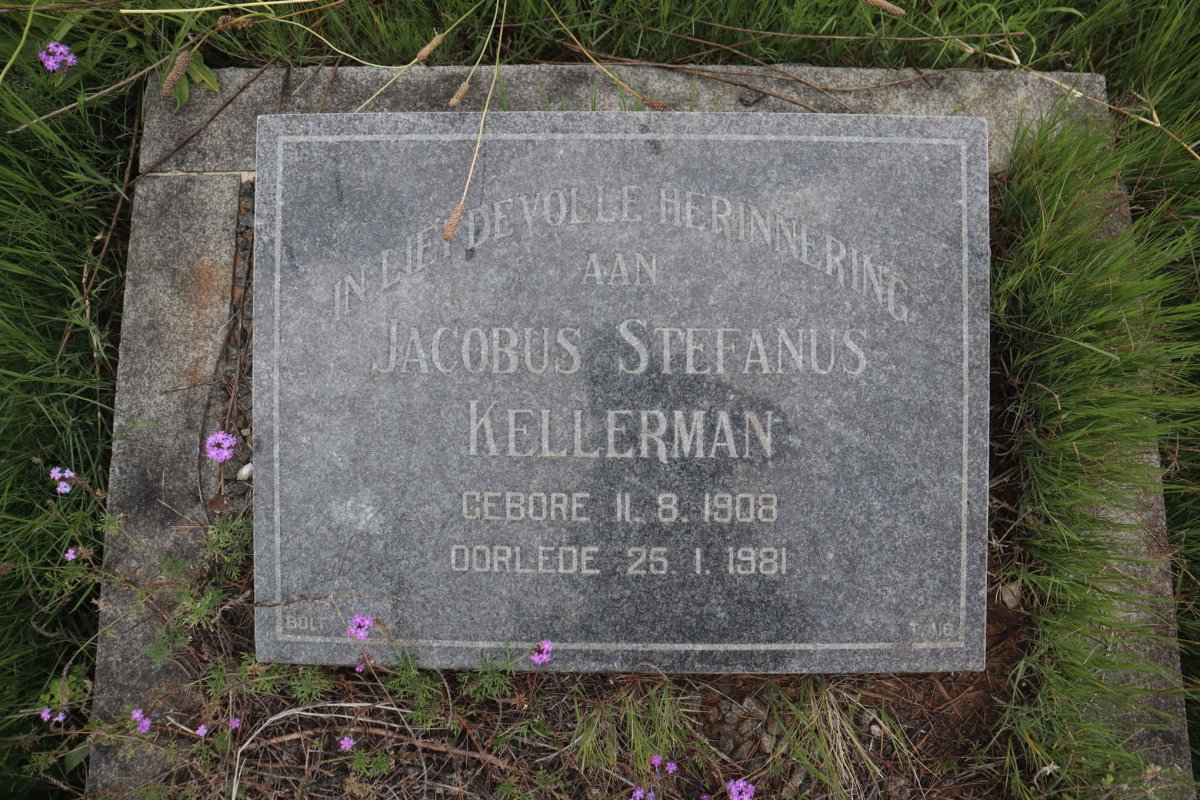 IN LIEFDEVOLLE HERINNERING
AAN
JACOBUS STEFANUS
KELLERMAN
GEBORE 11. 8. 1908
OORLEDE 25. 1. 1981
BOLT
T. 416